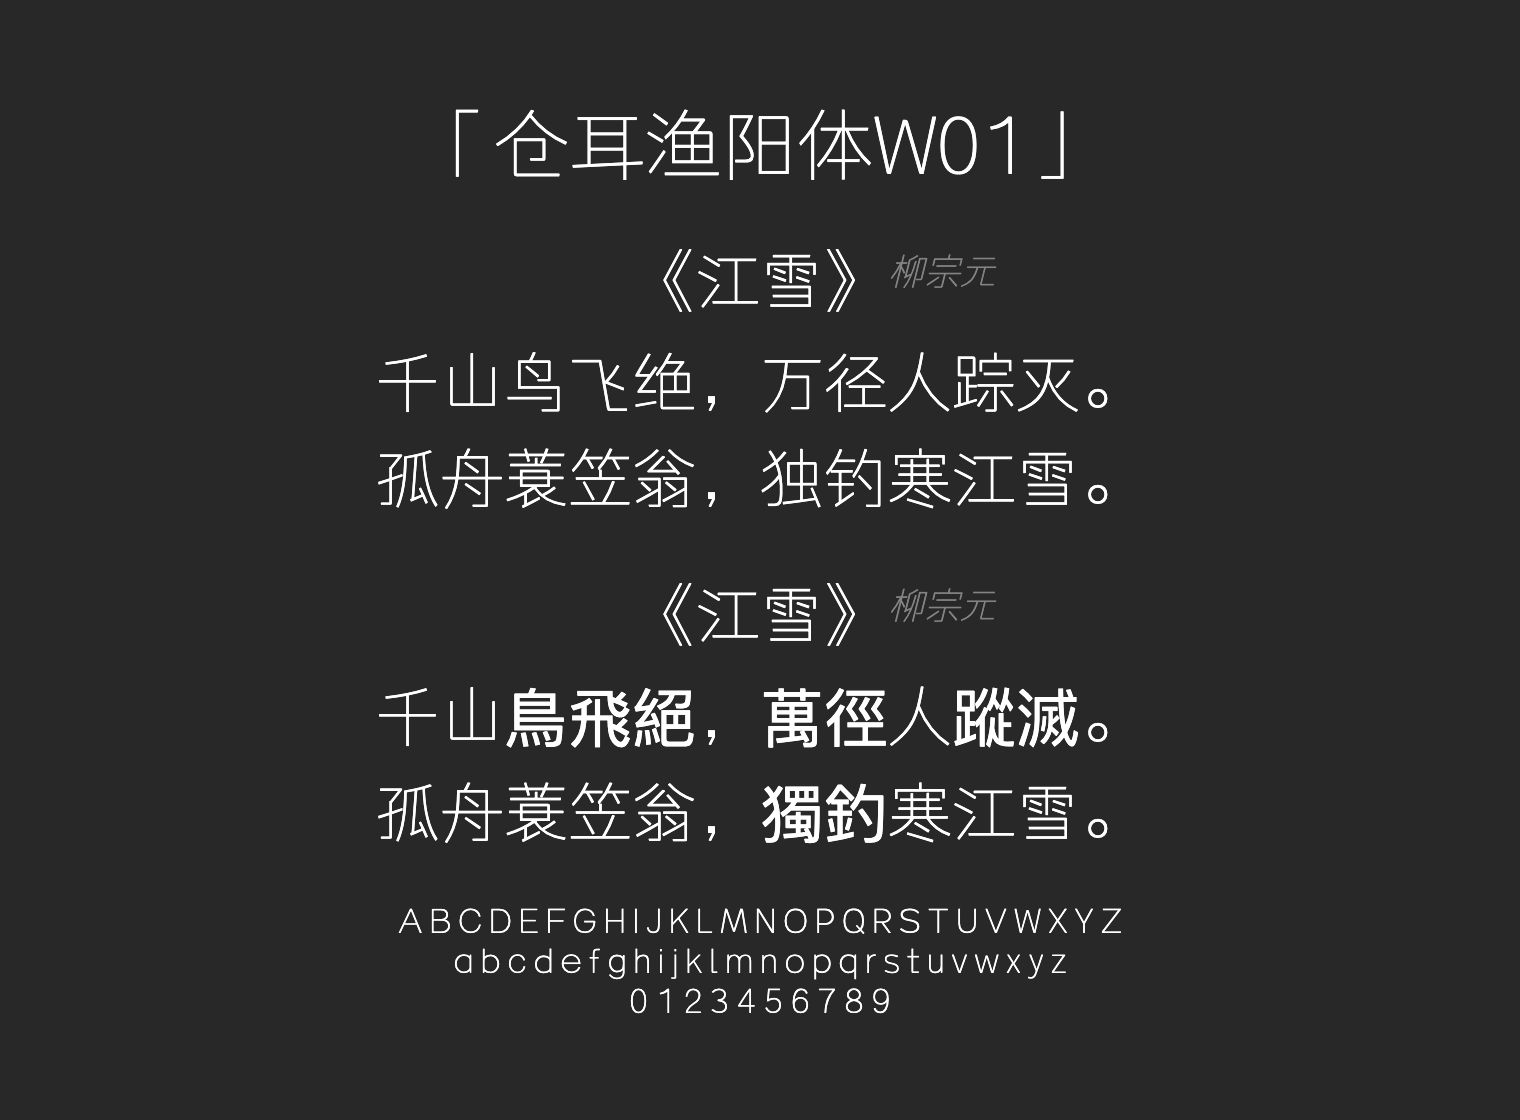 「仓耳渔阳体W01」
《江雪》柳宗元
千山鸟飞绝，万径人踪灭。
孤舟蓑笠翁，独钓寒江雪。
《江雪》柳宗元
千山鳥飛絕，萬徑人蹤滅。
孤舟蓑笠翁，獨釣寒江雪。
ABCDEFGHIJKLMNOPQRSTUVWXYZ
abcdefghijklmnopqrstuvwxyz
0123456789